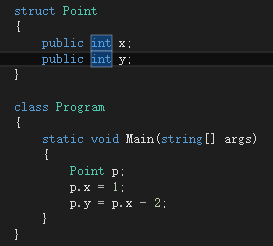 struct Point
{
    public int x;
    public int y;
}

class Program
{
    static void Main(string[] args)
    {
        Point p;
        p.x = 1;
        p.y = p.x - 2;
    }
}